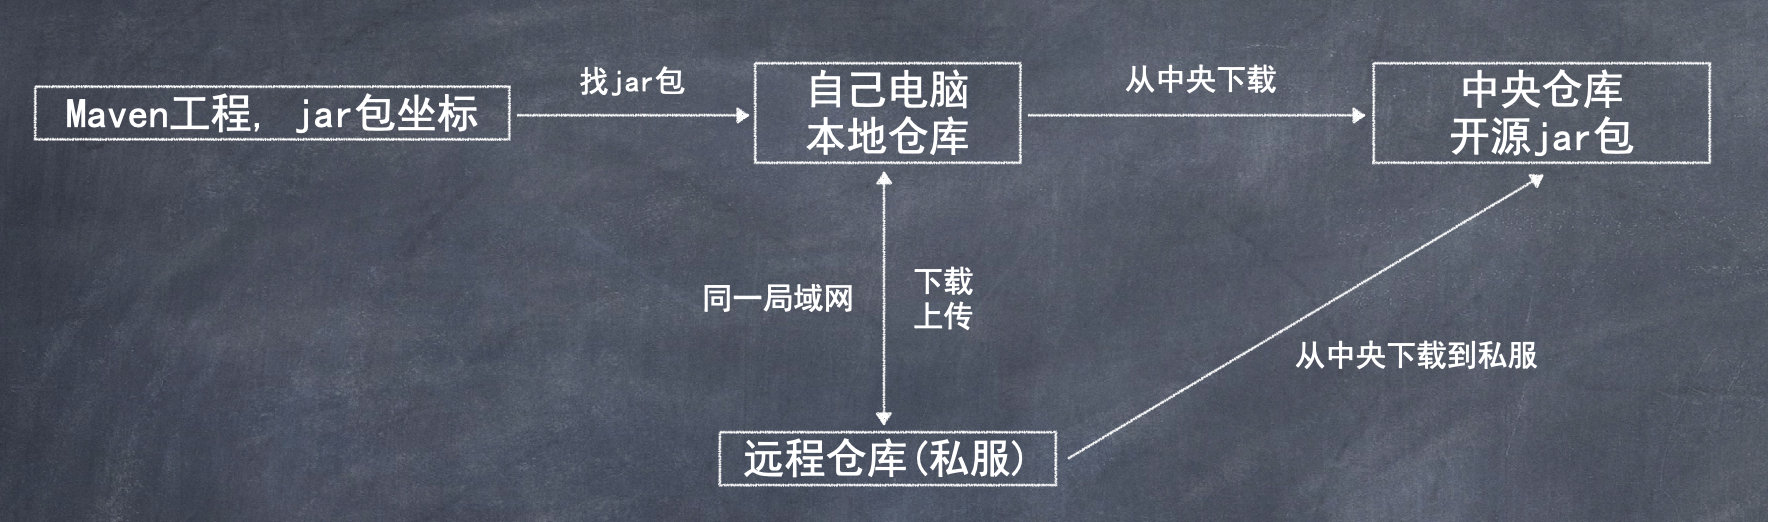 Maven工程, jar包坐标
找jar包
自己电脑
本地仓库
从中央下载
中央仓库
开源jar包
同一局域网
下载
上传
从中央下载到私服
远程仓库(私服)